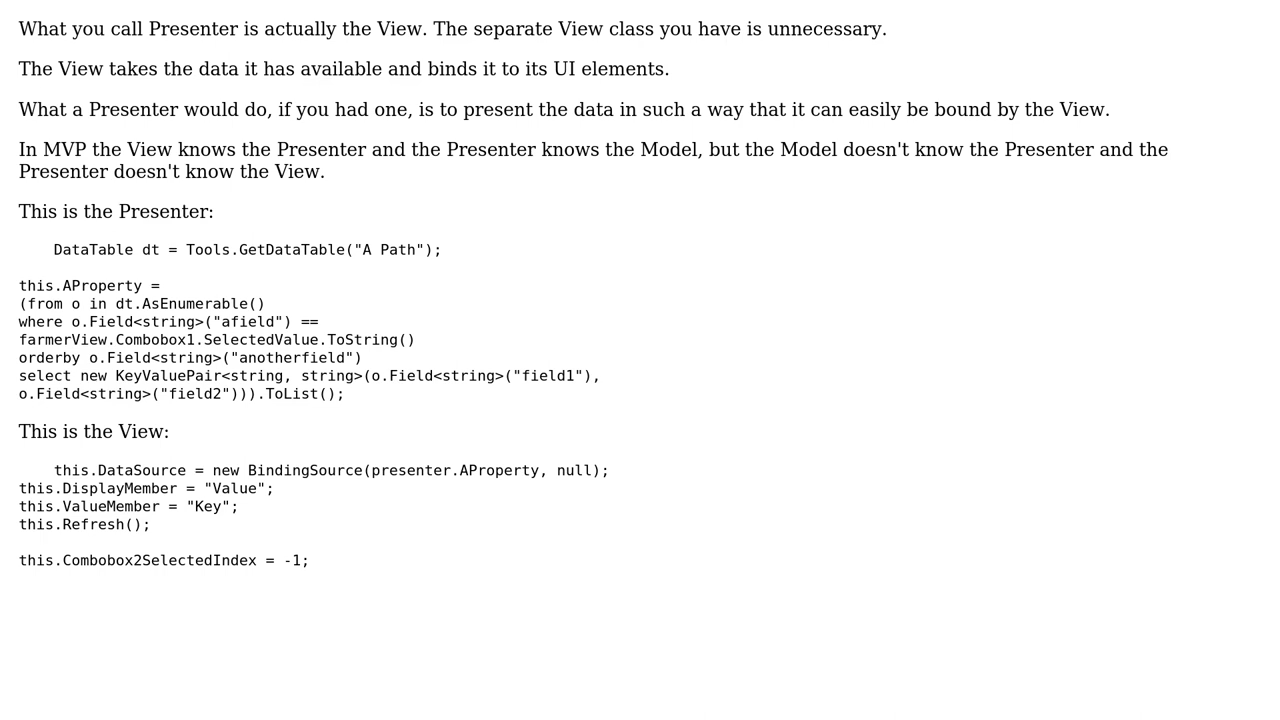 What you call Presenter is actually the View. The separate View class you have is unnecessary.
The View takes the data it has available and binds it to its UI elements.
What a Presenter would do, if you had one, is to present the data in such a way that it can easily be bound by the View.
In MVP the View knows the Presenter and the Presenter knows the Model, but the Model doesn't know the Presenter and the
Presenter doesn't know the View.
This is the Presenter:
    DataTable dt = Tools.GetDataTable("A Path");
this.AProperty =
(from o in dt.AsEnumerable()
where o.Field<string>("afield") ==
farmerView.Combobox1.SelectedValue.ToString()
orderby o.Field<string>("anotherfield")
select new KeyValuePair<string, string>(o.Field<string>("field1"),
o.Field<string>("field2"))).ToList();
This is the View:
    this.DataSource = new BindingSource(presenter.AProperty, null);
this.DisplayMember = "Value";
this.ValueMember = "Key";
this.Refresh();
this.Combobox2SelectedIndex = -1;